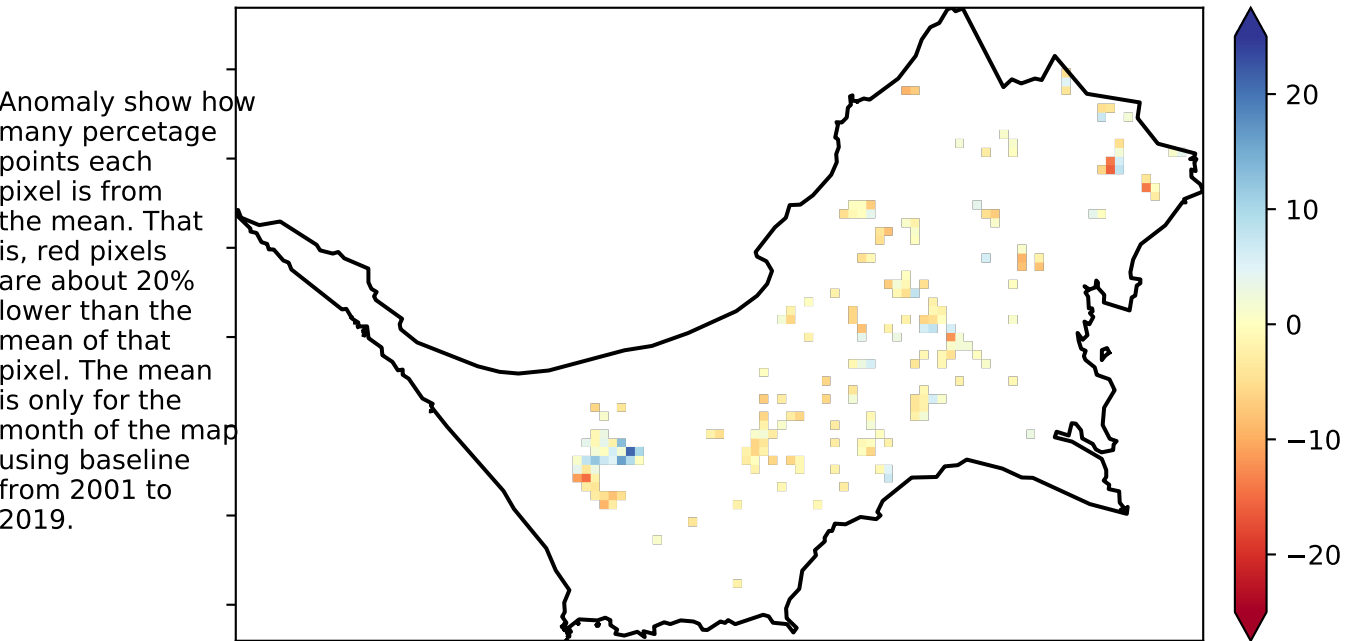 Anomaly show how
many percetage
points each
pixel is from
the mean. That
is, red pixels
are about 20%
lower than the
mean of that
pixel. The mean
is only for the
month of the map
using baseline
from 2001 to
2019.
20
10
0
−10
−20